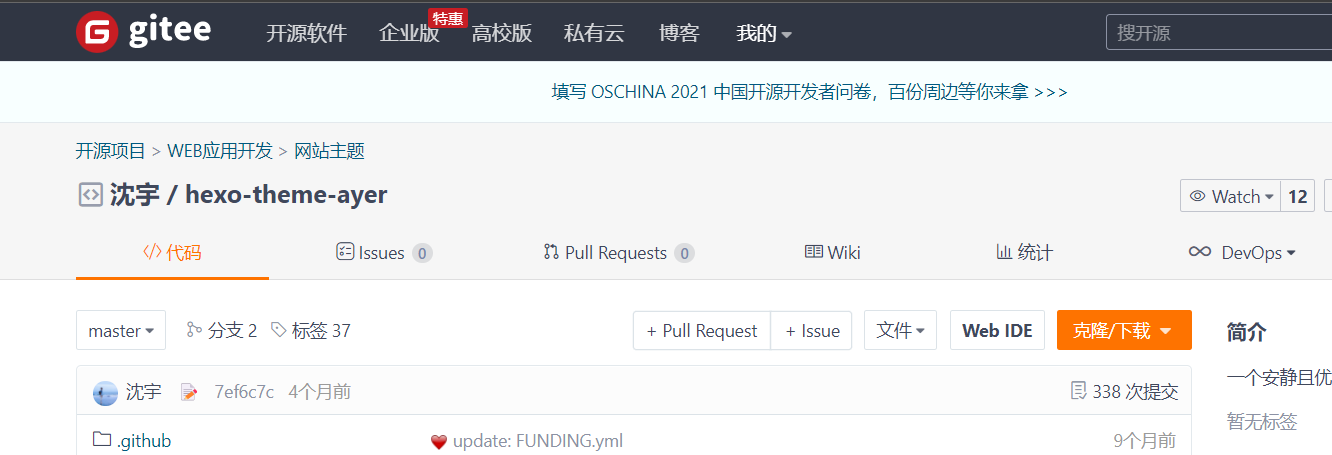 gitee 开源软件 企业版 特惠 高校版 私有云 博客 我的 搜开源
填写 OSCHINA 2021 中国开源开发者问卷，百份周边等你来拿 >>>
开源项目 > WEB应用开发 > 网站主题
沈宇 / hexo-theme-ayer Watch 12
代码 Issues 0 Pull Requests 0 Wiki 统计 DevOps
master 分支 2 标签 37 + Pull Request + Issue 文件 Web IDE 克隆/下载 简介
一个安静且优
沈宇 7ef6c7c 4个月前 338 次提交
暂无标签
.github update: FUNDING.yml 9个月前